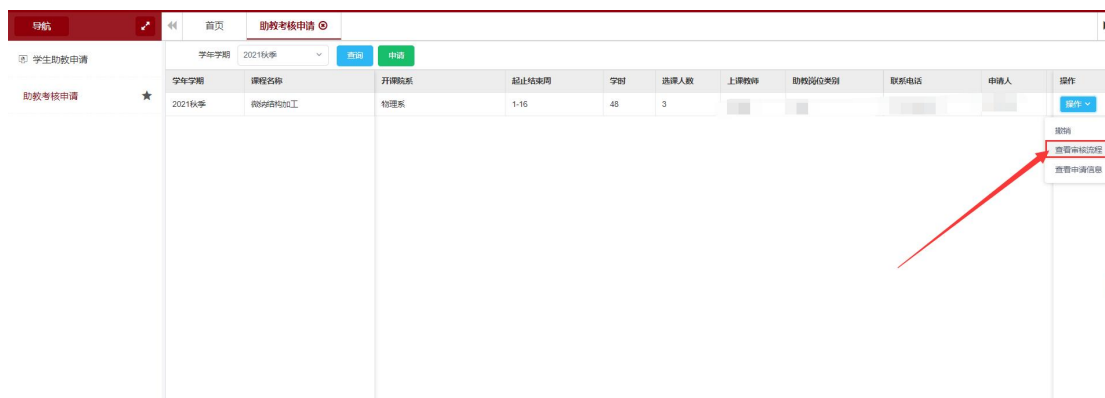 导航
首页
助教考核申请
学生助教申请
助教考核申请
学年学期 2021秋季 查询 申请
学年学期 课程名称 开课院系 起止结束周 学时 选课人数 上课教师 助教岗位类别 联系电话 申请人 操作
2021秋季 微纳结构加工 物理系 1-16 48 3 操作
撤销
查看审核流程
查看申请信息